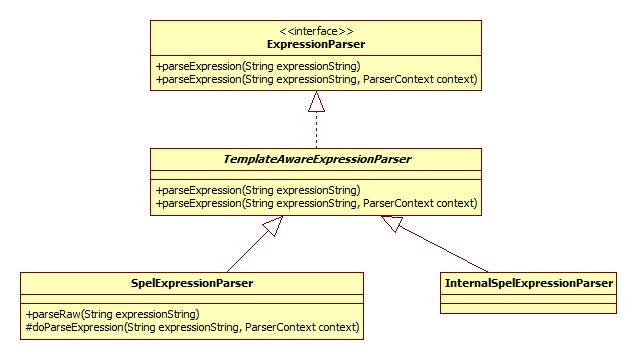 <<interface>>
ExpressionParser
+parseExpression(String expressionString)
+parseExpression(String expressionString, ParserContext context)
TemplateAwareExpressionParser
+parseExpression(String expressionString)
+parseExpression(String expressionString, ParserContext context)
SpelExpressionParser
+parseRaw(String expressionString)
#doParseExpression(String expressionString, ParserContext context)
InternalSpelExpressionParser